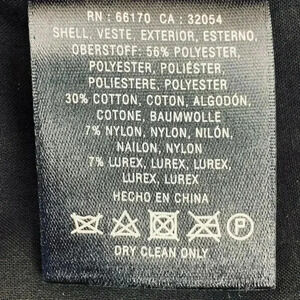 RN : 66170 CA : 32054
SHELL, VESTE, EXTERIOR, ESTERNO,
OBERSTOFF: 56% POLYESTER,
POLYESTER, POLIÉSTER,
POLIESTERE, POLYESTER
30% COTTON, COTON, ALGODÓN,
COTONE, BAUMWOLLE
7% NYLON, NYLON, NILÓN,
NAILON, NYLON
7% LUREX, LUREX, LUREX,
LUREX, LUREX
HECHO EN CHINA
P
DRY CLEAN ONLY